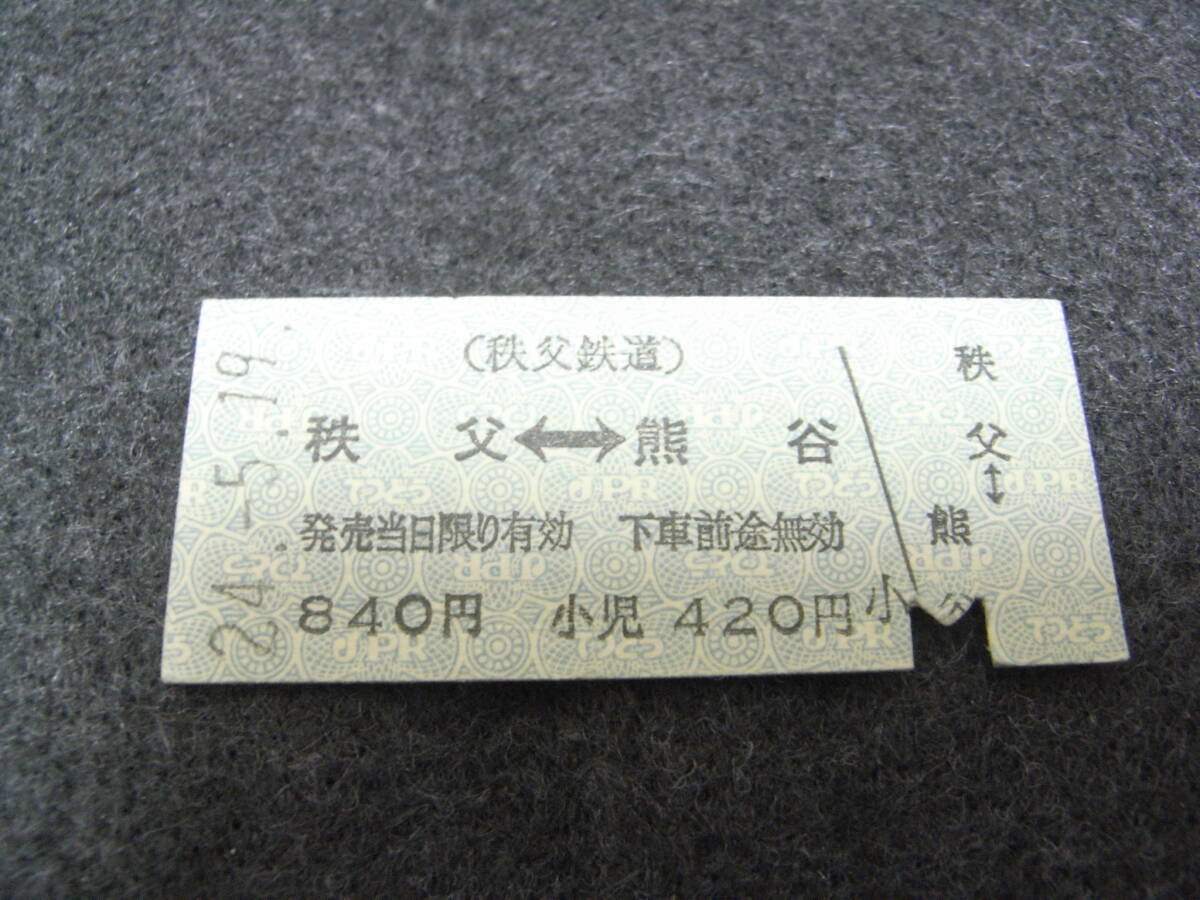 24.-5.19.
(秩父鉄道)
秩父↔熊谷
発売当日限り有効 下車前途無効
840円 小児 420円
小
秩父↕熊谷